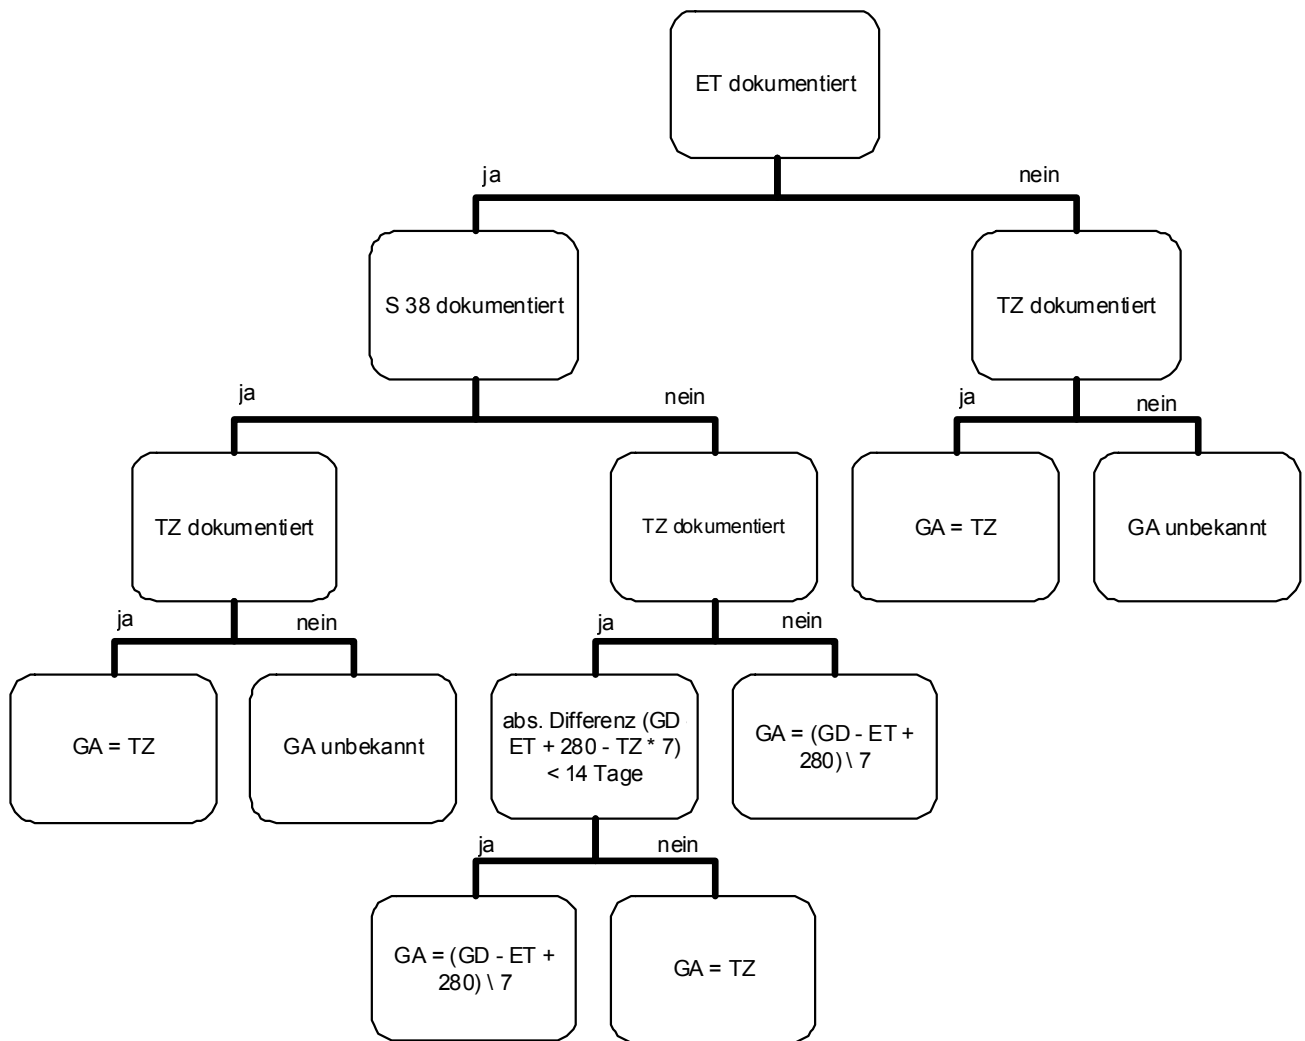 ET dokumentiert
ja
nein
S 38 dokumentiert
TZ dokumentiert
ja
nein
ja
nein
TZ dokumentiert
TZ dokumentiert
GA = TZ
GA unbekannt
ja
nein
ja
nein
GA = TZ
GA unbekannt
abs. Differenz (GD
ET + 280 - TZ * 7)
< 14 Tage
GA = (GD - ET +
280) \ 7
ja
nein
GA = (GD - ET +
280) \ 7
GA = TZ